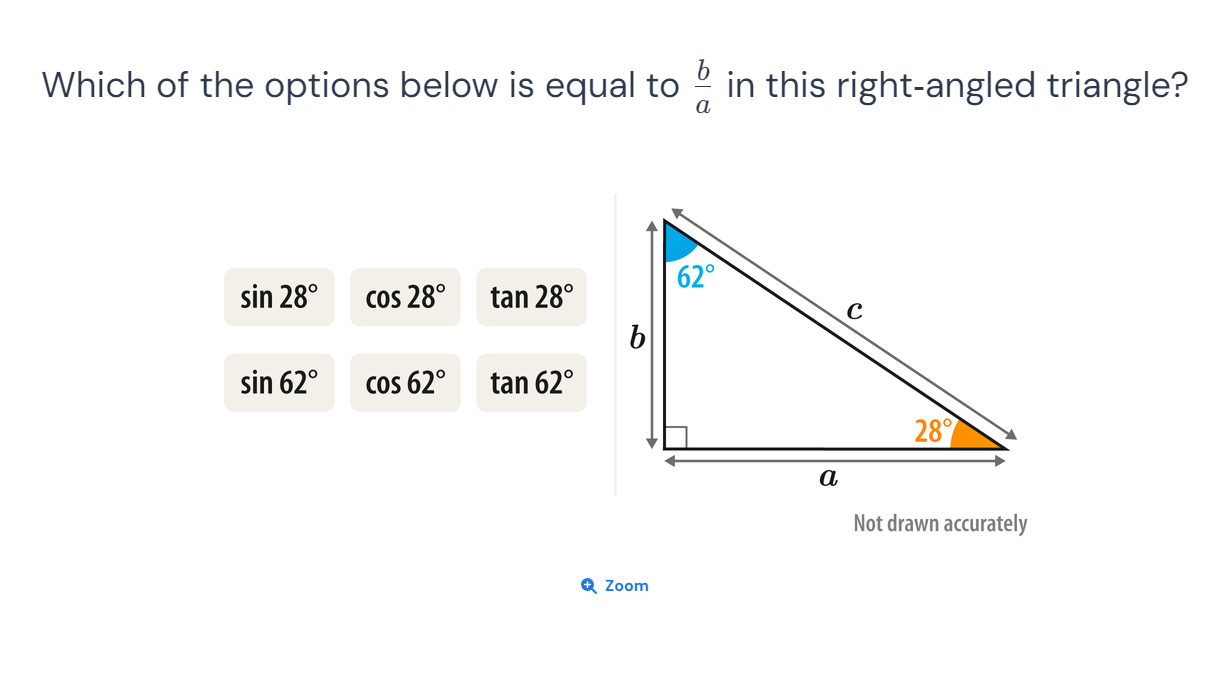 Which of the options below is equal to b/a in this right-angled triangle?
sin 28° cos 28° tan 28°
sin 62° cos 62° tan 62°
62°
c
b
28°
a
Not drawn accurately
Zoom